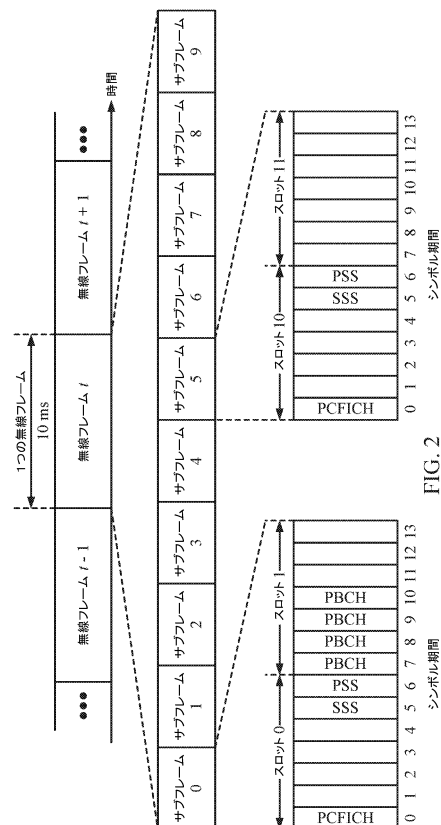 1つの無線フレーム
10 ms
●●●
無線フレーム t - 1
無線フレーム t
無線フレーム t + 1
●●●
時間
サブフレーム
0
サブフレーム
1
サブフレーム
2
サブフレーム
3
サブフレーム
4
サブフレーム
5
サブフレーム
6
サブフレーム
7
サブフレーム
8
サブフレーム
9
スロット0
スロット1
PCFICH
SSS
PSS
PBCH
PBCH
PBCH
PBCH
0 1 2 3 4 5 6 7 8 9 10 11 12 13
シンボル期間
スロット10
スロット11
PCFICH
SSS
PSS
0 1 2 3 4 5 6 7 8 9 10 11 12 13
シンボル期間
FIG. 2